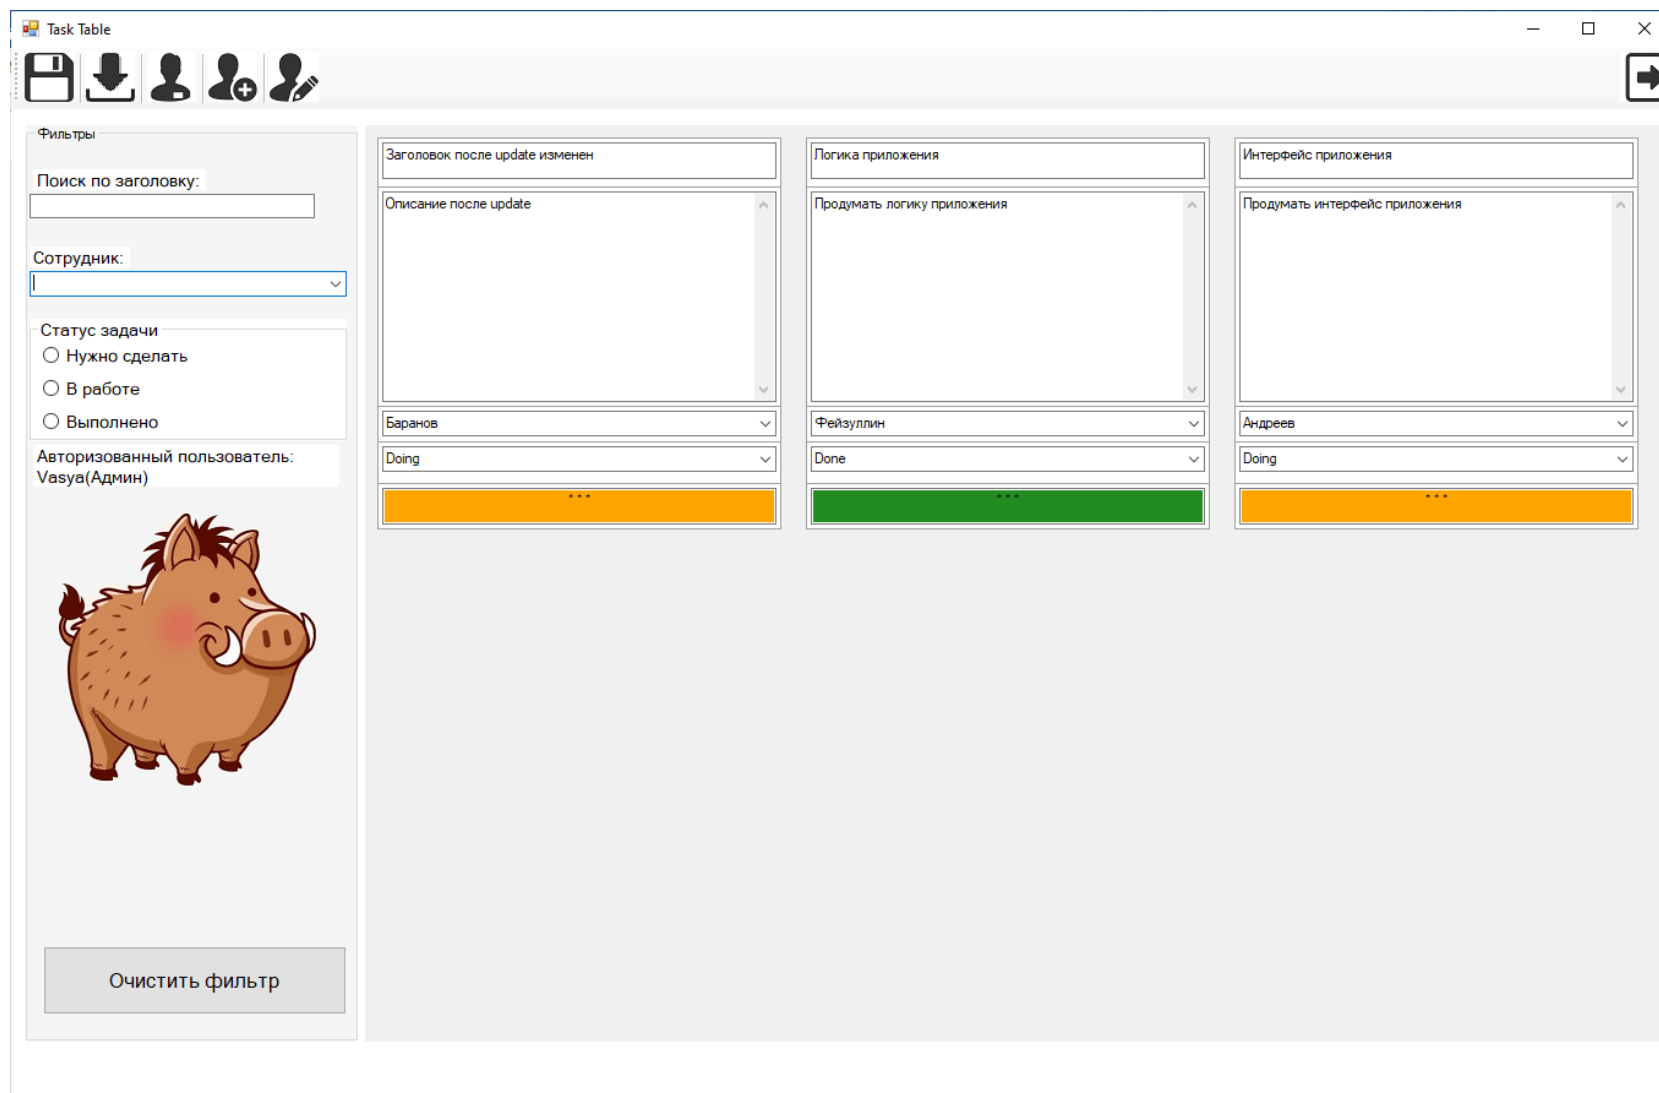 Task Table
Фильтры
Поиск по заголовку:
Сотрудник:
Статус задачи
Нужно сделать
В работе
Выполнено
Авторизованный пользователь:
Vasya(Админ)
Очистить фильтр
Заголовок после update изменен
Описание после update
Баранов
Doing
...
Логика приложения
Продумать логику приложения
Фейзуллин
Done
...
Интерфейс приложения
Продумать интерфейс приложения
Андреев
Doing
...